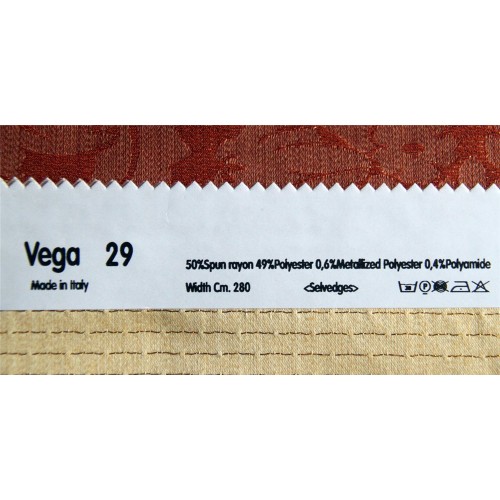 Vega 29
50%Spun rayon 49%Polyester 0,6%Metallized Polyester 0,4%Polyamide
Made in Italy
Width Cm. 280
<Selvedges>